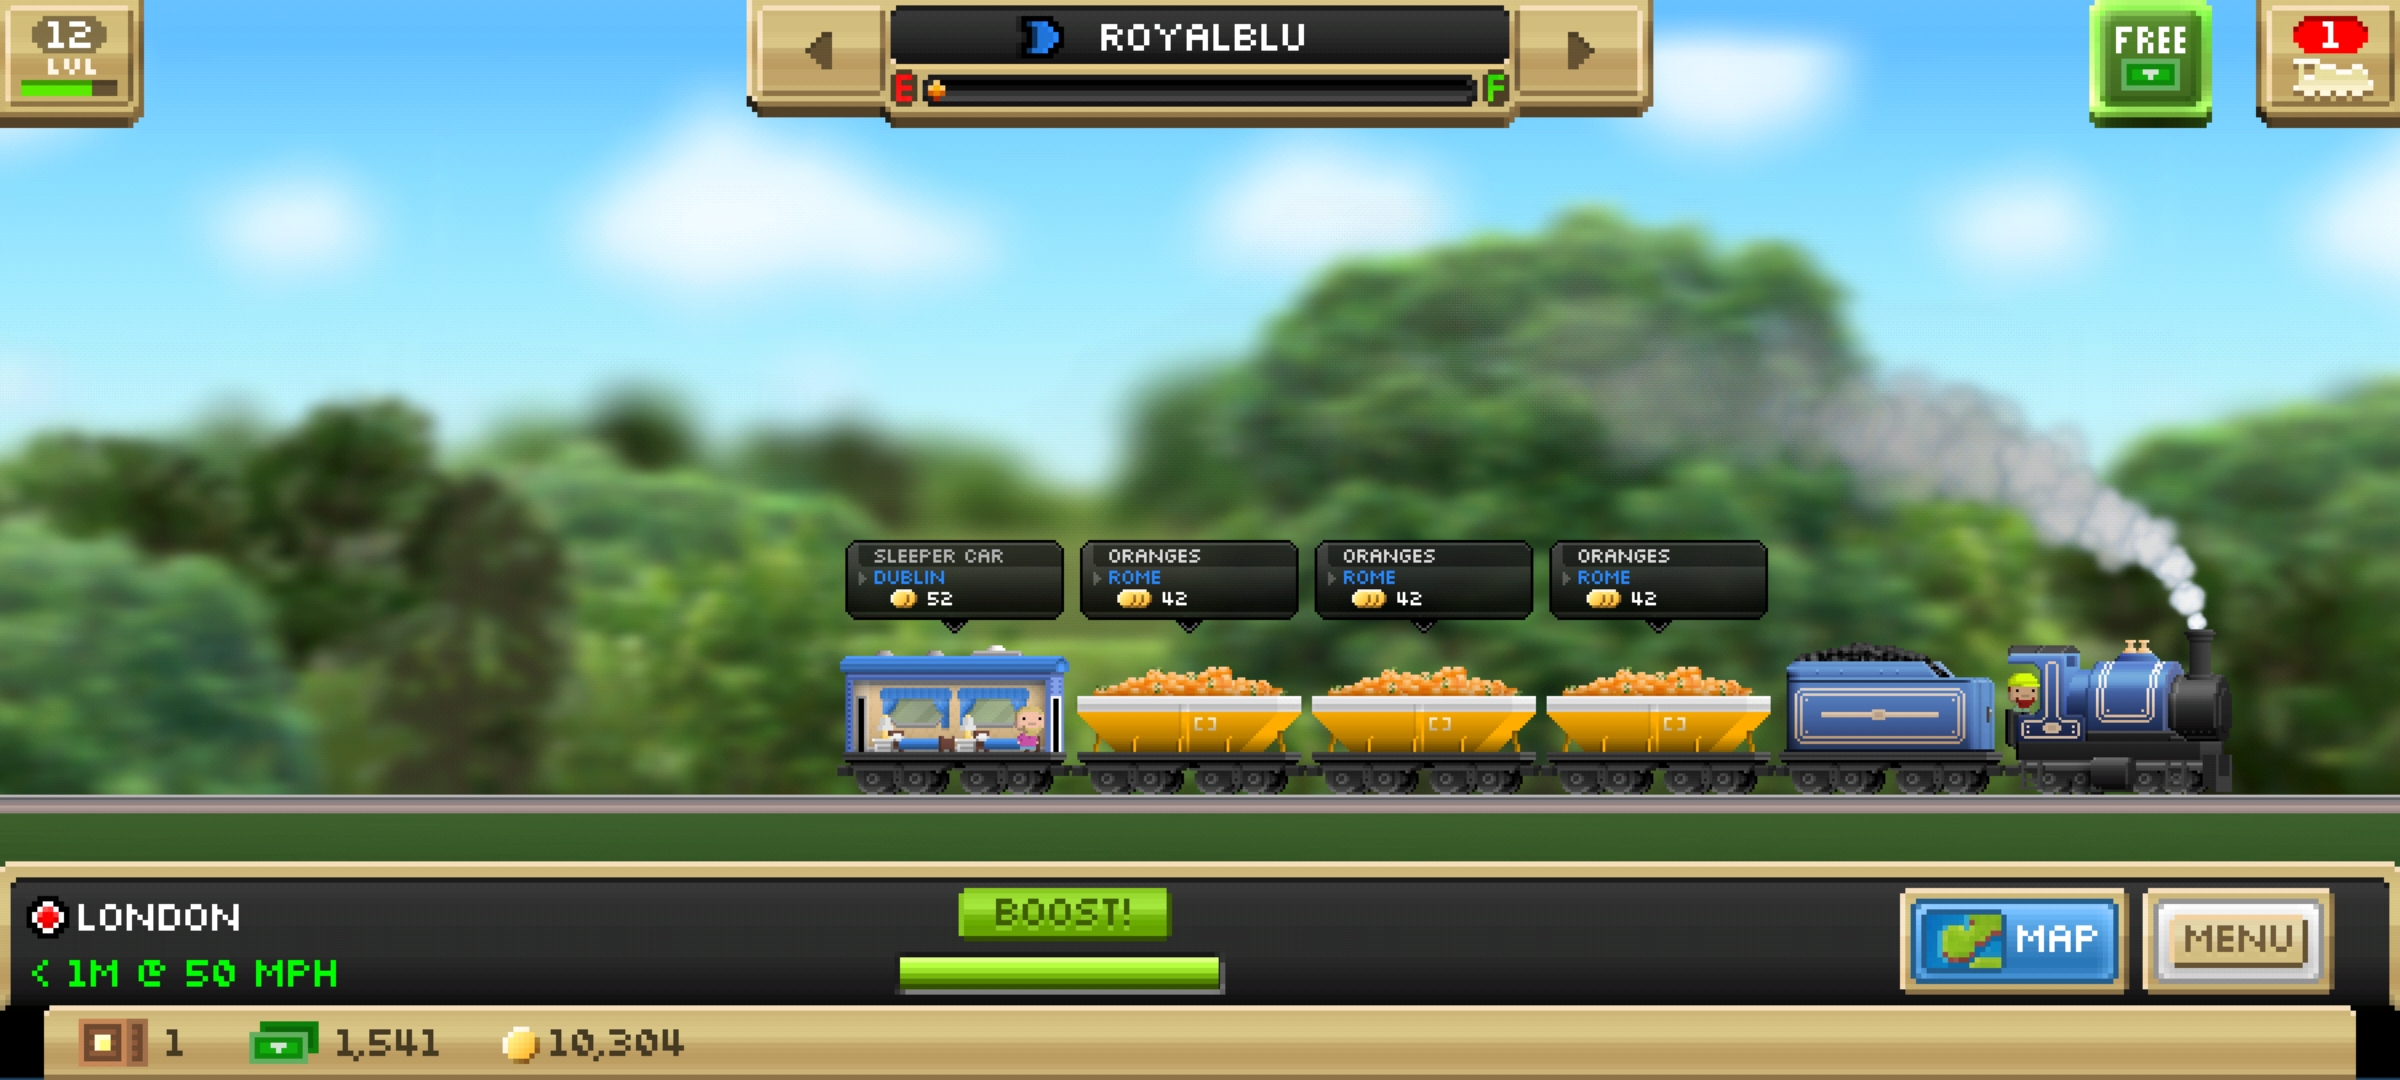 12
LVL
ROYALBLU
E F
FREE
1
SLEEPER CAR
DUBLIN
52
ORANGES
ROME
42
ORANGES
ROME
42
ORANGES
ROME
42
LONDON
< 1M @ 50 MPH
BOOST!
MAP
MENU
1
1,541
10,304